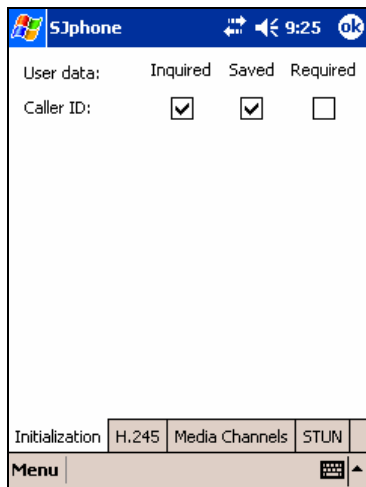 SJphone 9:25 ok
User data: Inquired Saved Required
Caller ID:
Initialization H.245 Media Channels STUN
Menu